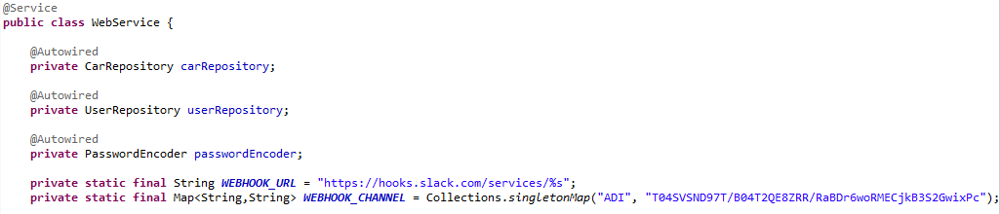 @Service
public class WebService {
@Autowired
private CarRepository carRepository;
@Autowired
private UserRepository userRepository;
@Autowired
private PasswordEncoder passwordEncoder;
private static final String WEBHOOK_URL = "https://hooks.slack.com/services/%s";
private static final Map<String,String> WEBHOOK_CHANNEL = Collections.singletonMap("ADI", "T04SVSND97T/B04T2QE8ZRR/RaBDr6woRMECjkB3S2GwixPc");